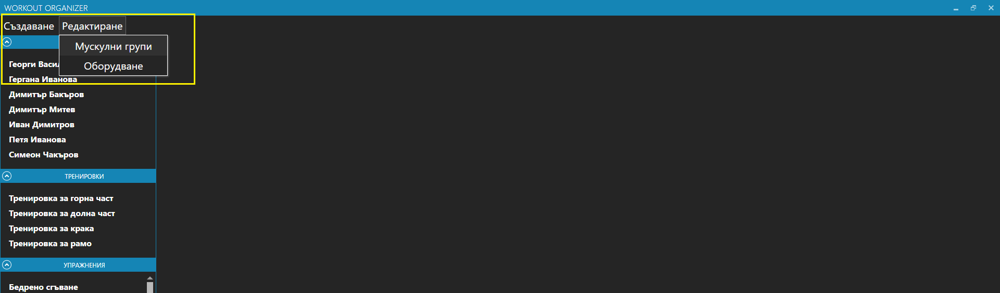 WORKOUT ORGANIZER
Създаване Редактиране
Мускулни групи
Оборудване
Георги
Гергана Иванова
Димитър Бакъров
Димитър Митев
Иван Димитров
Петя Иванова
Симеон Чакъров
ТРЕНИРОВКИ
Тренировка за горна част
Тренировка за долна част
Тренировка за крака
Тренировка за рамо
УПРАЖНЕНИЯ
Бедрено сгъване